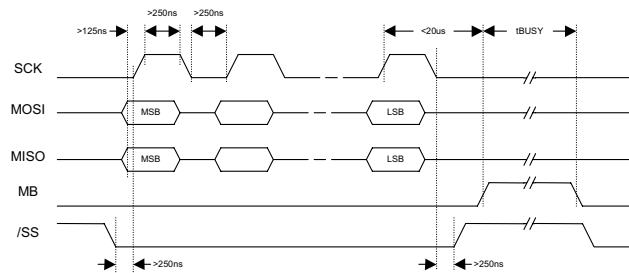 >250ns >250ns
>125ns <20us tBUSY
SCK
MOSI MSB LSB
MISO MSB LSB
MB
/SS
>250ns >250ns